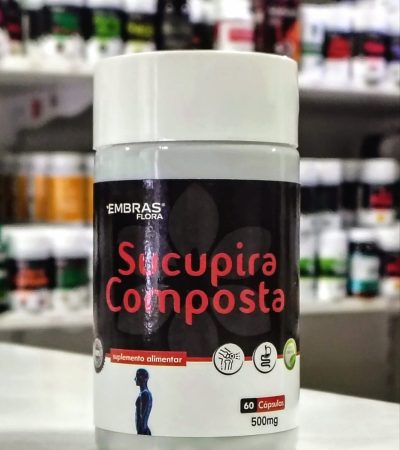 EMBRAS
FLORA
Sucupira
Composta
suplemento alimentar
60 Cápsulas
500mg